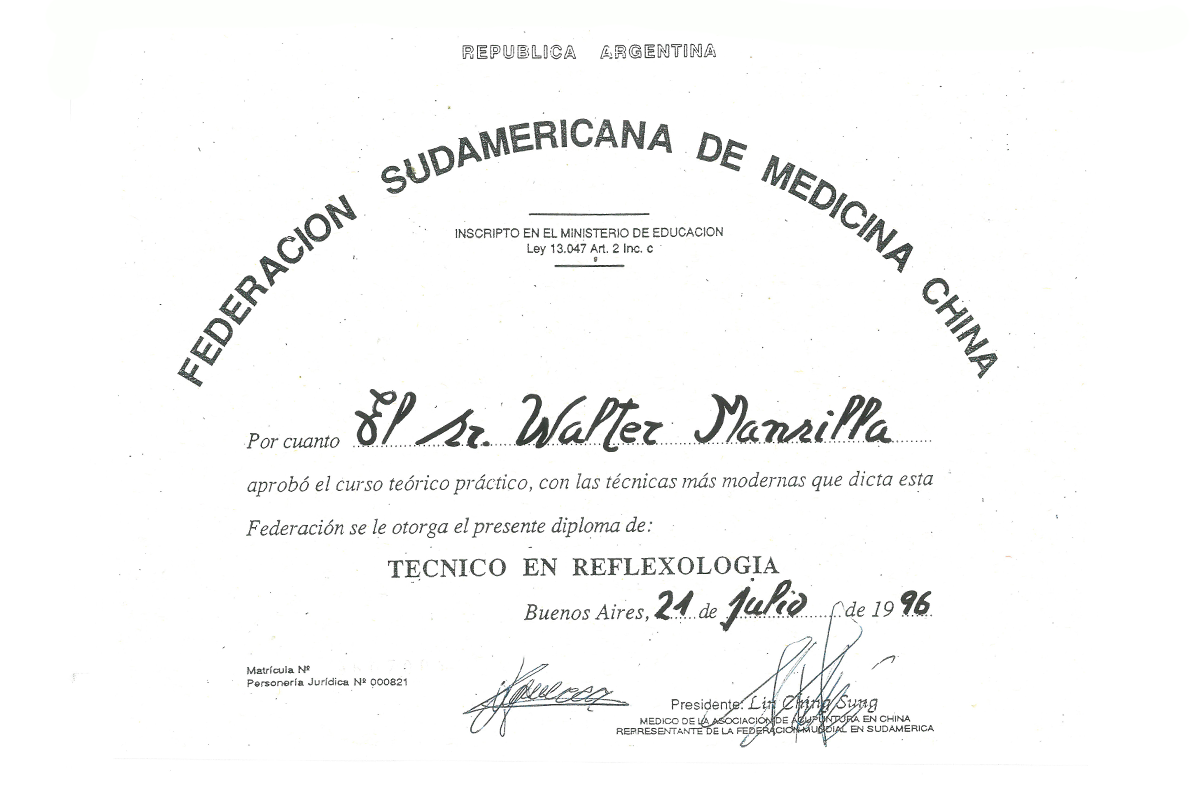 REPUBLICA ARGENTINA
FEDERACION SUDAMERICANA DE MEDICINA CHINA
INSCRIPTO EN EL MINISTERIO DE EDUCACION
Ley 13.047 Art. 2 Inc. c
Por cuanto El sr. Walter Mansilla
aprobó el curso teórico práctico, con las técnicas más modernas que dicta esta
Federación se le otorga el presente diploma de:
TECNICO EN REFLEXOLOGIA
Buenos Aires, 21 de julio de 1996
Matrícula Nº
Personería Jurídica Nº 000821
Presidente: Lin Ching Sung
MEDICO DE LA ASOCIACIÓN DE ACUPUNTURA EN CHINA
REPRESENTANTE DE LA FEDERACION MUNDIAL EN SUDAMERICA